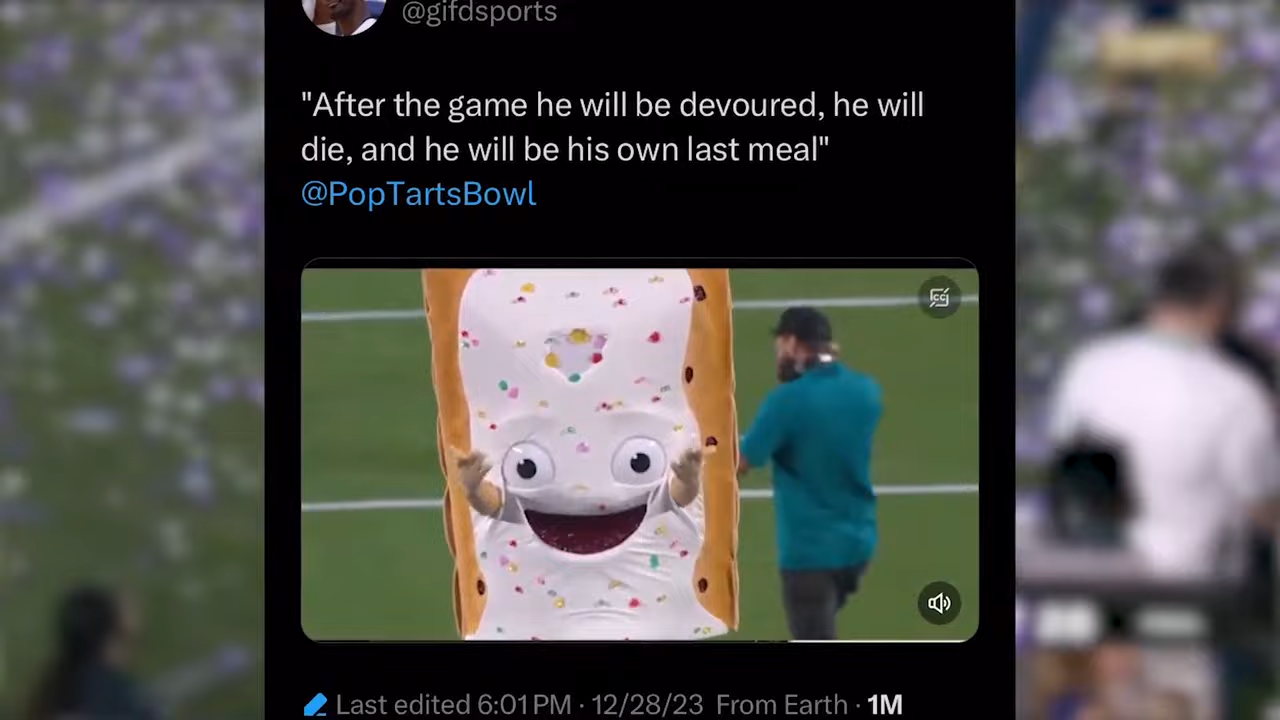 @gifdsports
"After the game he will be devoured, he will
die, and he will be his own last meal"
@PopTartsBowl
CC
Last edited 6:01 PM · 12/28/23 From Earth · 1M